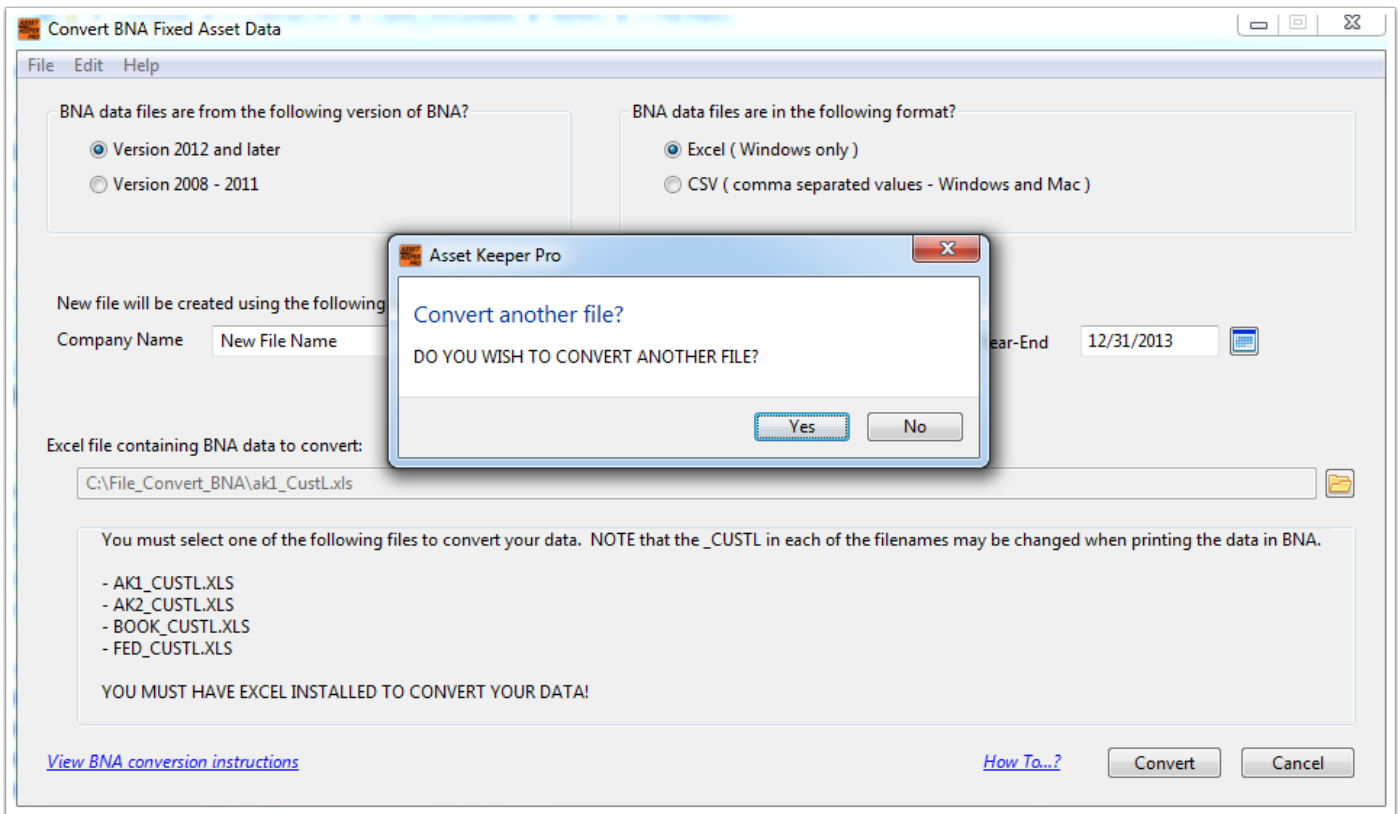 Convert BNA Fixed Asset Data
File Edit Help
BNA data files are from the following version of BNA?
Version 2012 and later
Version 2008 - 2011
BNA data files are in the following format?
Excel ( Windows only )
CSV ( comma separated values - Windows and Mac )
Asset Keeper Pro
Convert another file?
DO YOU WISH TO CONVERT ANOTHER FILE?
Yes No
New file will be created using the following
Company Name New File Name ear-End 12/31/2013
Excel file containing BNA data to convert:
C:\File_Convert_BNA\ak1_CustL.xls
You must select one of the following files to convert your data.  NOTE that the _CUSTL in each of the filenames may be changed when printing the data in BNA.
- AK1_CUSTL.XLS
- AK2_CUSTL.XLS
- BOOK_CUSTL.XLS
- FED_CUSTL.XLS
YOU MUST HAVE EXCEL INSTALLED TO CONVERT YOUR DATA!
View BNA conversion instructions How To...? Convert Cancel